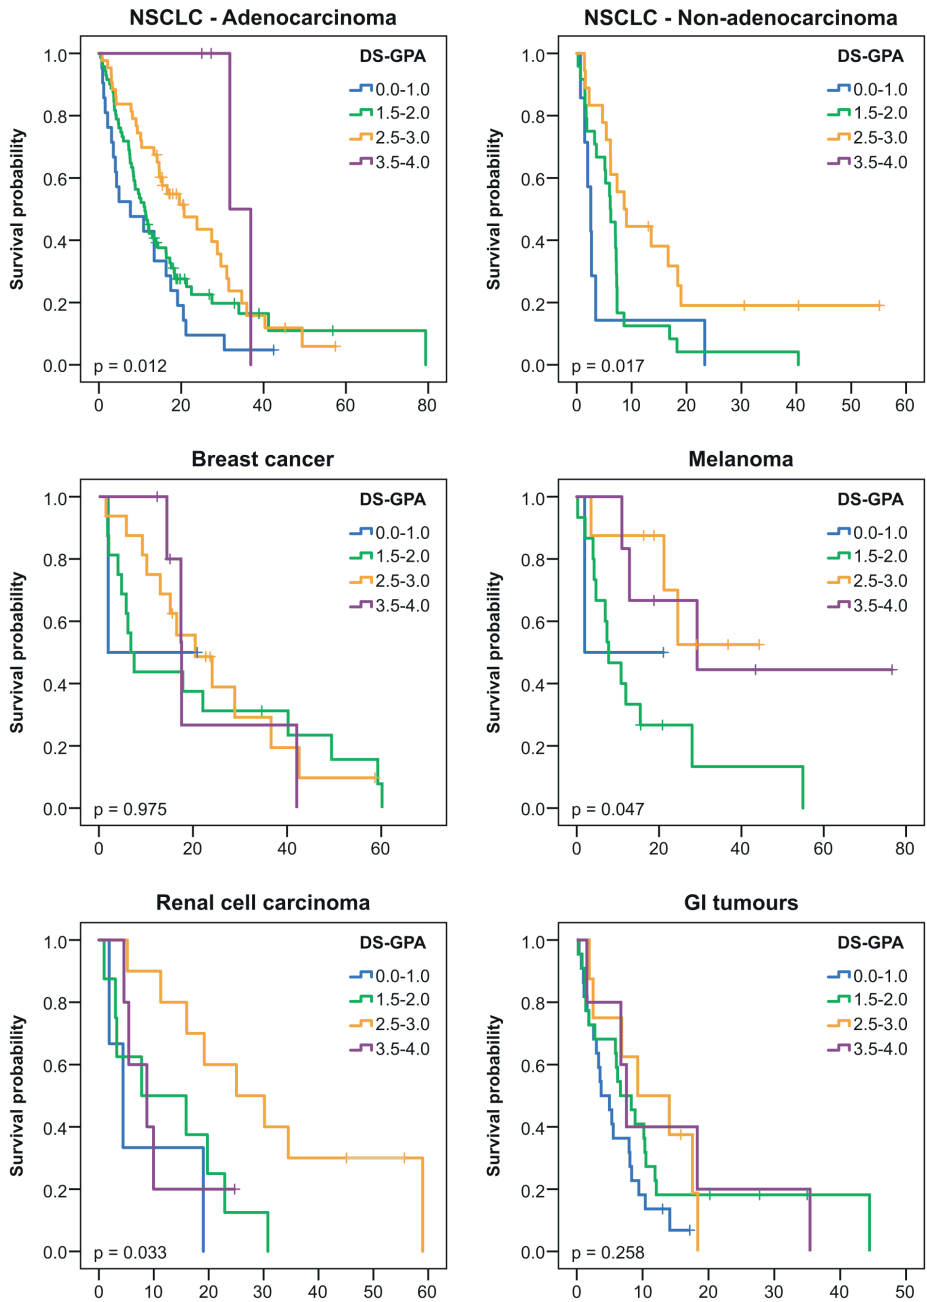 NSCLC - Adenocarcinoma
DS-GPA
0.0-1.0
1.5-2.0
2.5-3.0
3.5-4.0
Survival probability
1.0
0.8
0.6
0.4
0.2
0.0
p = 0.012
0 20 40 60 80
NSCLC - Non-adenocarcinoma
DS-GPA
0.0-1.0
1.5-2.0
2.5-3.0
3.5-4.0
Survival probability
1.0
0.8
0.6
0.4
0.2
0.0
p = 0.017
0 10 20 30 40 50 60
Breast cancer
DS-GPA
0.0-1.0
1.5-2.0
2.5-3.0
3.5-4.0
Survival probability
1.0
0.8
0.6
0.4
0.2
0.0
p = 0.975
0 20 40 60
Melanoma
DS-GPA
0.0-1.0
1.5-2.0
2.5-3.0
3.5-4.0
Survival probability
1.0
0.8
0.6
0.4
0.2
0.0
p = 0.047
0 20 40 60 80
Renal cell carcinoma
DS-GPA
0.0-1.0
1.5-2.0
2.5-3.0
3.5-4.0
Survival probability
1.0
0.8
0.6
0.4
0.2
0.0
p = 0.033
0 10 20 30 40 50 60
GI tumours
DS-GPA
0.0-1.0
1.5-2.0
2.5-3.0
3.5-4.0
Survival probability
1.0
0.8
0.6
0.4
0.2
0.0
p = 0.258
0 10 20 30 40 50